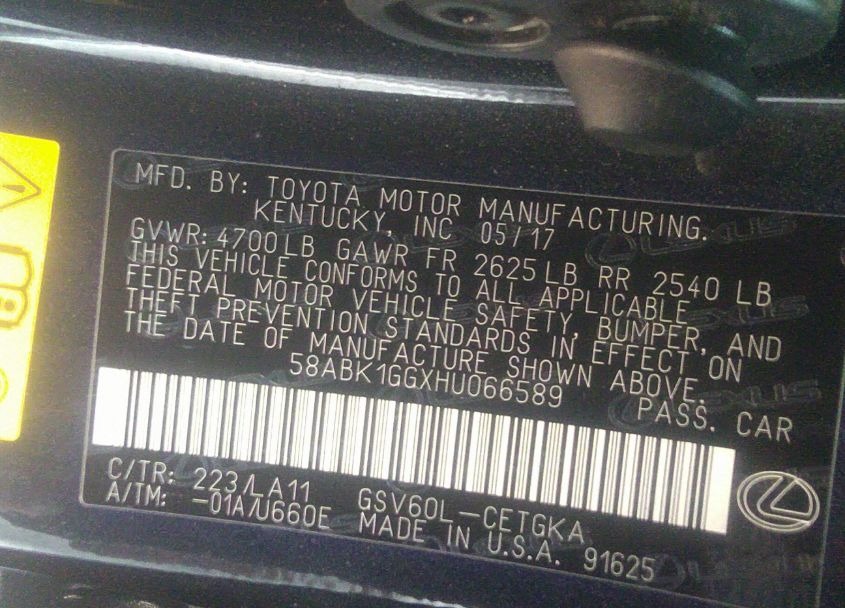 MFD. BY: TOYOTA MOTOR MANUFACTURING.
KENTUCKY, INC 05/17
GVWR: 4700LB GAWR FR 2625LB RR 2540 LB
THIS VEHICLE CONFORMS TO ALL APPLICABLE
FEDERAL MOTOR VEHICLE SAFETY, BUMPER, AND
THEFT PREVENTION STANDARDS IN EFFECT ON
THE DATE OF MANUFACTURE SHOWN ABOVE.
58ABK1GGXHU066589 PASS. CAR
C/TR: 223/LA11 GSV60L-CETGKA
A/TM: -01A/U660E MADE IN U.S.A. 91625
LEXUS